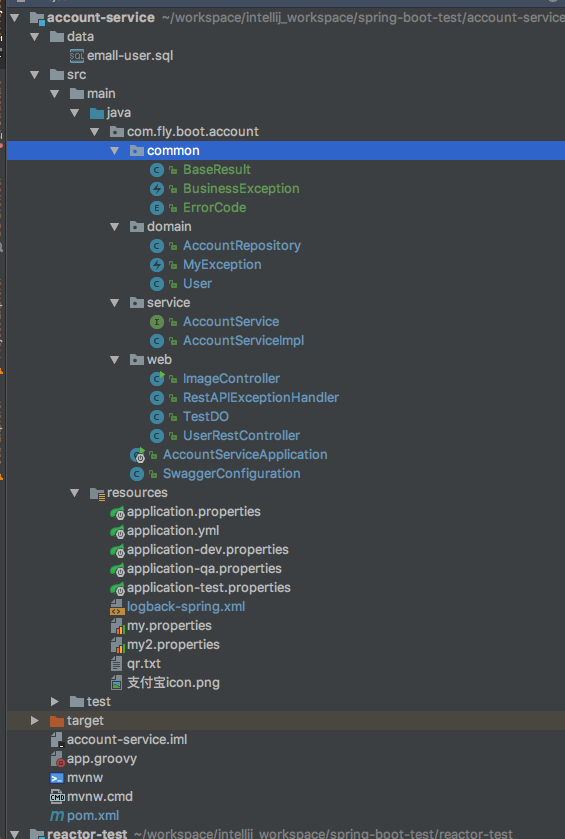 account-service ~/workspace/intellij_workspace/spring-boot-test/account-service
data
emall-user.sql
src
main
java
com.fly.boot.account
common
BaseResult
BusinessException
ErrorCode
domain
AccountRepository
MyException
User
service
AccountService
AccountServiceImpl
web
ImageController
RestAPIExceptionHandler
TestDO
UserRestController
AccountServiceApplication
SwaggerConfiguration
resources
application.properties
application.yml
application-dev.properties
application-qa.properties
application-test.properties
logback-spring.xml
my.properties
my2.properties
qr.txt
支付宝icon.png
test
target
account-service.iml
app.groovy
mvnw
mvnw.cmd
pom.xml
reactor-test ~/workspace/intellij_workspace/spring-boot-test/reactor-test